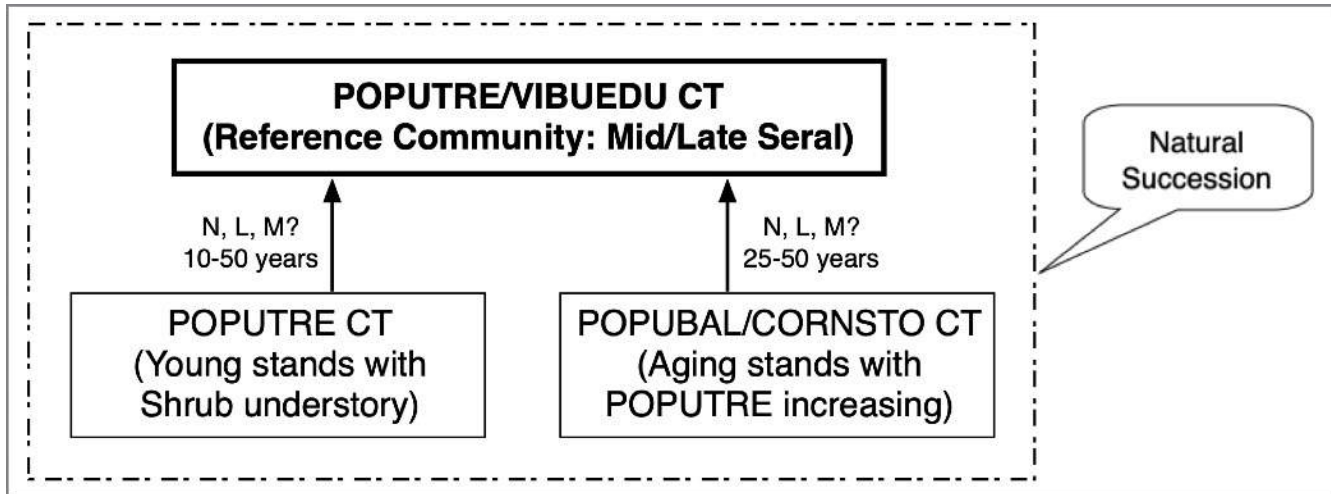 POPUTRE/VIBUEDU CT
(Reference Community: Mid/Late Seral)
Natural
Succession
N, L, M?
10-50 years
N, L, M?
25-50 years
POPUTRE CT
(Young stands with
Shrub understory)
POPUBAL/CORNSTO CT
(Aging stands with
POPUTRE increasing)